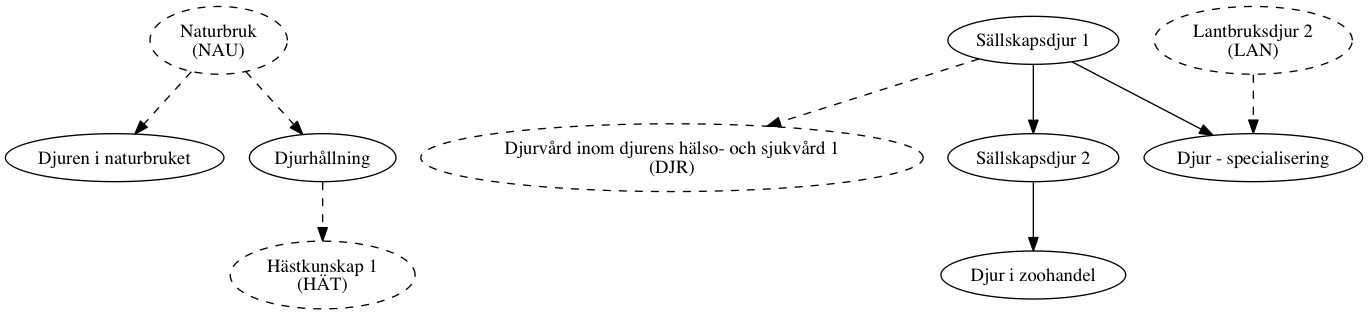 Naturbruk
(NAU)
Sällskapsdjur 1
Lantbruksdjur 2
(LAN)
Djuren i naturbruket
Djurhållning
Djurvård inom djurens hälso- och sjukvård 1
(DJR)
Sällskapsdjur 2
Djur - specialisering
Hästkunskap 1
(HÄT)
Djur i zoohandel